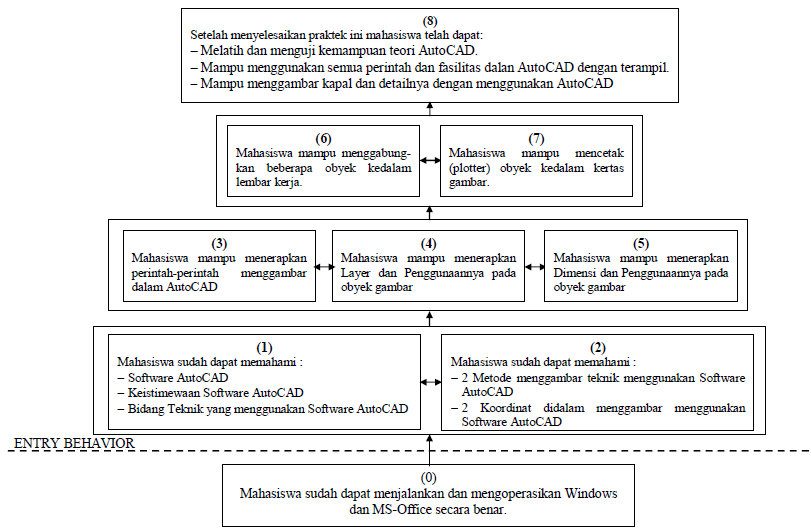 (8)
Setelah menyelesaikan praktek ini mahasiswa telah dapat:
– Melatih dan menguji kemampuan teori AutoCAD.
– Mampu menggunakan semua perintah dan fasilitas dalan AutoCAD dengan terampil.
– Mampu menggambar kapal dan detailnya dengan menggunakan AutoCAD
(6)
Mahasiswa mampu menggabung-
kan beberapa obyek kedalam
lembar kerja.
(7)
Mahasiswa mampu mencetak
(plotter) obyek kedalam kertas
gambar.
(3)
Mahasiswa mampu menerapkan
perintah-perintah menggambar
dalam AutoCAD
(4)
Mahasiswa mampu menerapkan
Layer dan Penggunaannya pada
obyek gambar
(5)
Mahasiswa mampu menerapkan
Dimensi dan Penggunaannya pada
obyek gambar
(1)
Mahasiswa sudah dapat memahami :
– Software AutoCAD
– Keistimewaan Software AutoCAD
– Bidang Teknik yang menggunakan Software AutoCAD
(2)
Mahasiswa sudah dapat memahami :
– 2 Metode menggambar teknik menggunakan Software
AutoCAD
– 2 Koordinat didalam menggambar menggunakan
Software AutoCAD
ENTRY BEHAVIOR
(0)
Mahasiswa sudah dapat menjalankan dan mengoperasikan Windows
dan MS-Office secara benar.